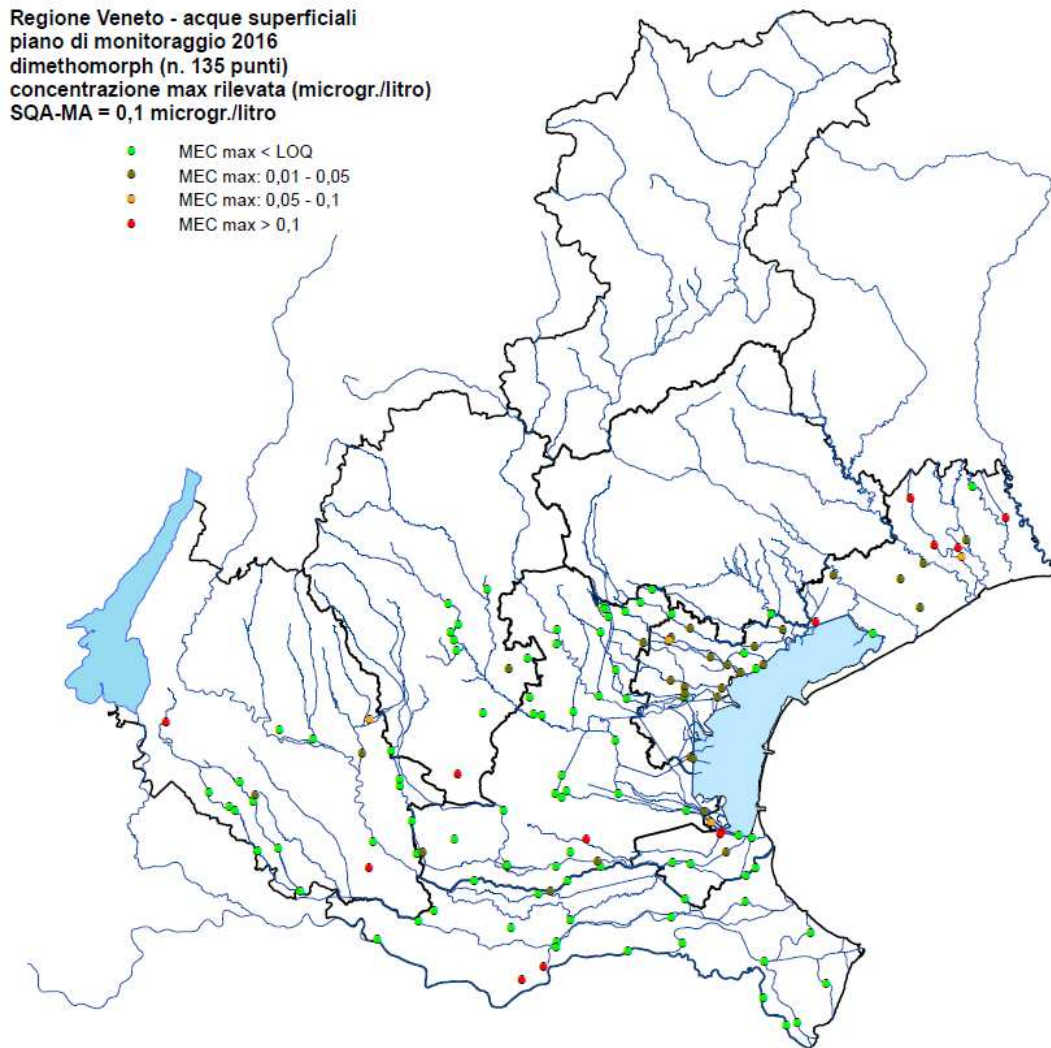 Regione Veneto - acque superficiali
piano di monitoraggio 2016
dimethomorph (n. 135 punti)
concentrazione max rilevata (microgr./litro)
SQA-MA = 0,1 microgr./litro
MEC max < LOQ
MEC max: 0,01 - 0,05
MEC max: 0,05 - 0,1
MEC max > 0,1